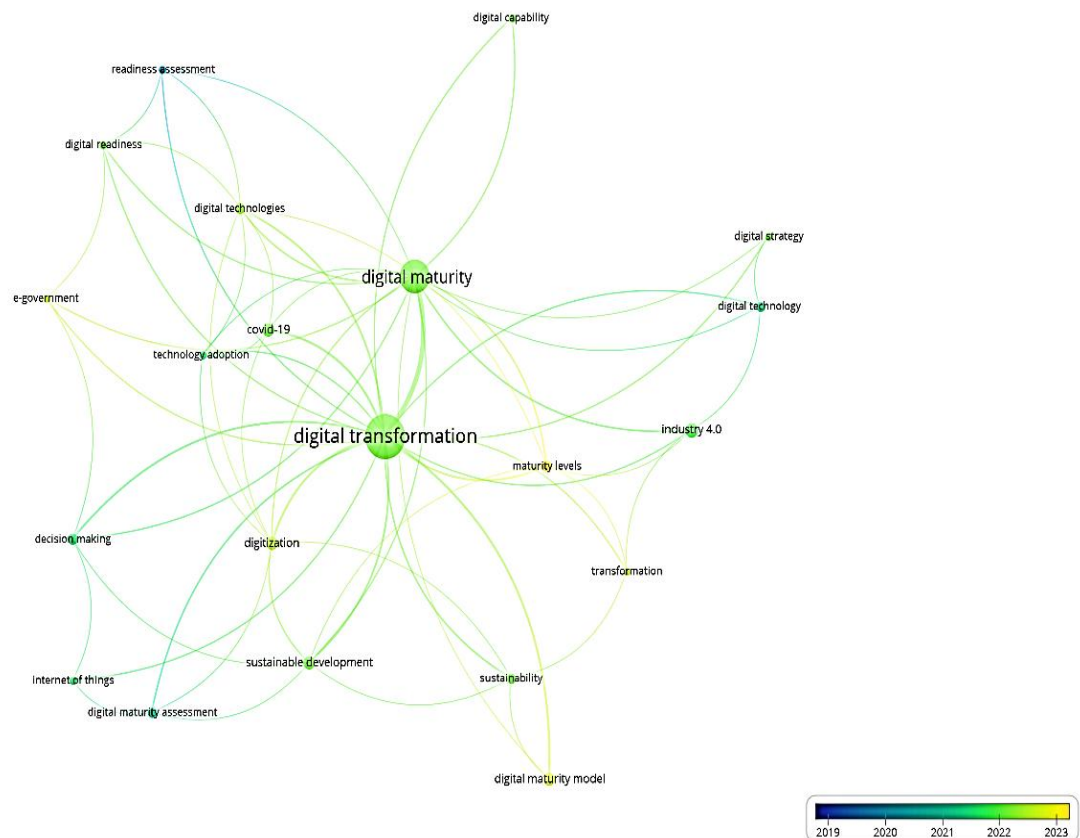 digital capability
readiness assessment
digital readiness
digital technologies
digital strategy
digital maturity
e-government
digital technology
covid-19
technology adoption
industry 4.0
digital transformation
maturity levels
decision making
digitization
transformation
sustainable development
sustainability
internet of things
digital maturity assessment
digital maturity model
2019 2020 2021 2022 2023